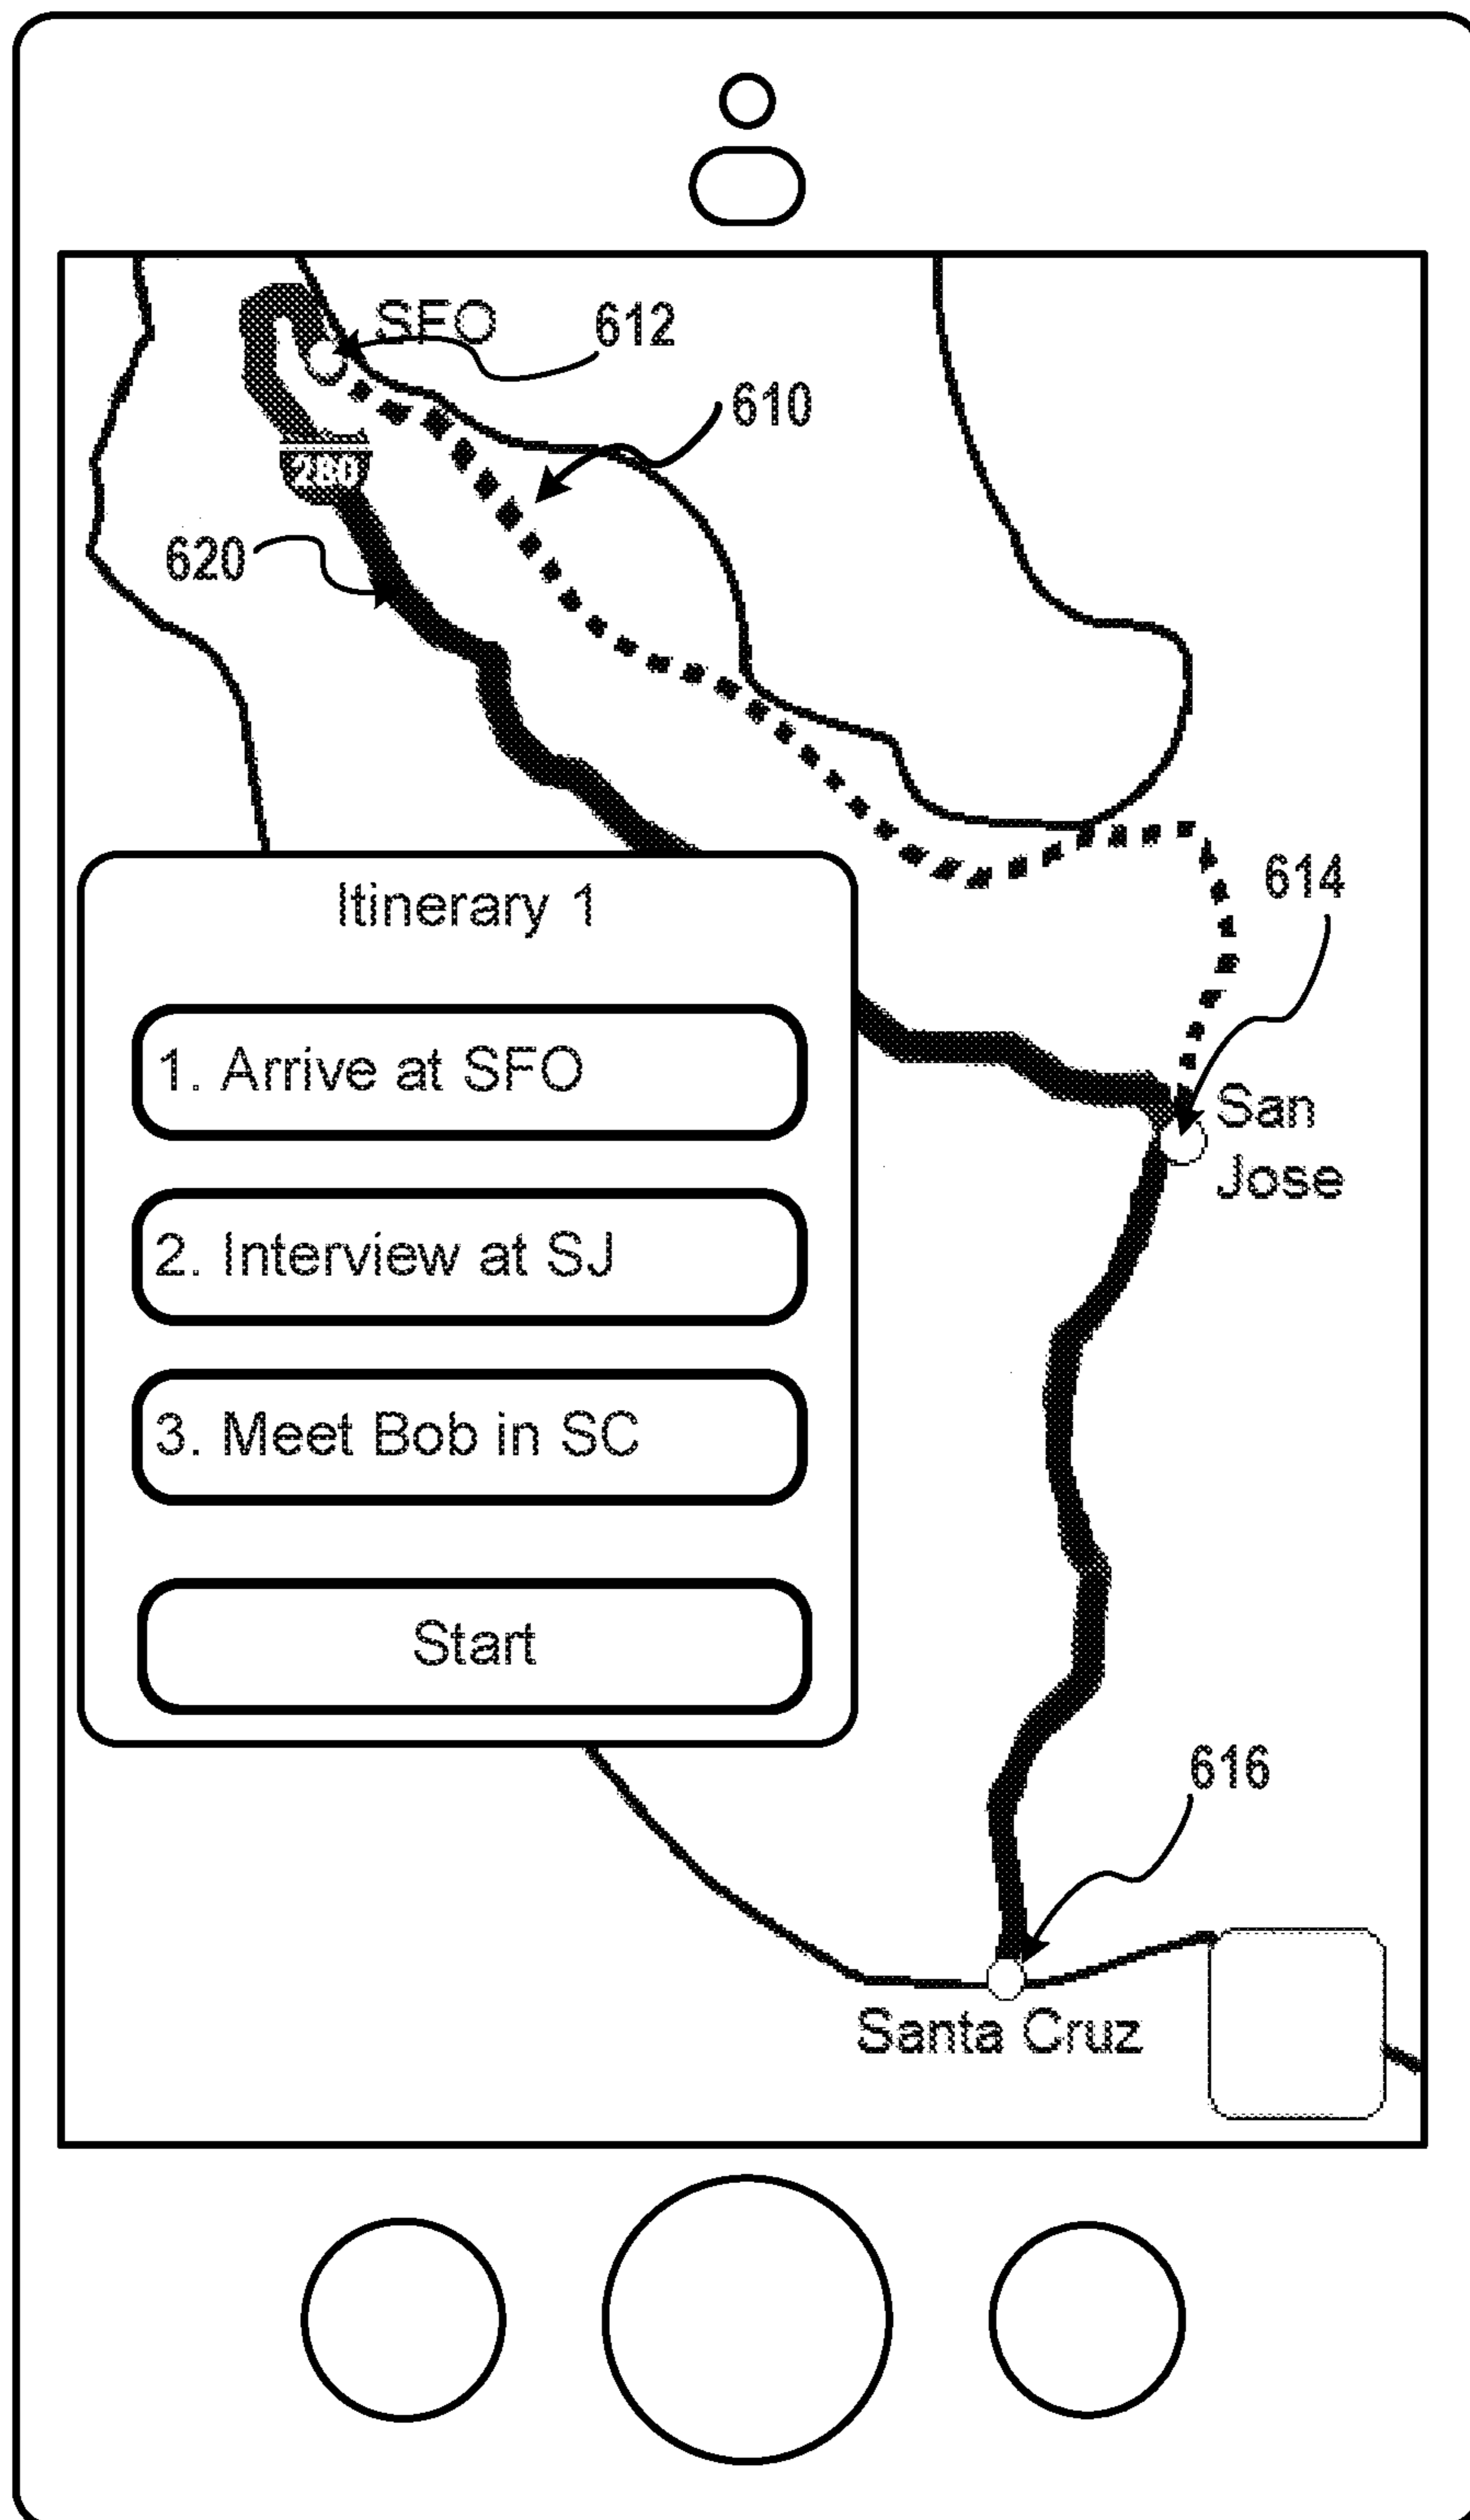 SFO
612
610
280
620
Itinerary 1
614
1. Arrive at SFO
San
Jose
2. Interview at SJ
3. Meet Bob in SC
Start
616
Santa Cruz